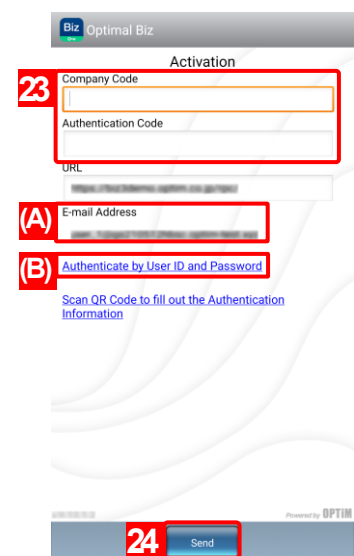 Biz
Optimal Biz
Activation
23
Company Code
Authentication Code
URL
(A)
E-mail Address
(B)
Authenticate by User ID and Password
Scan QR Code to fill out the Authentication
Information
Powered by OPTiM
24
Send